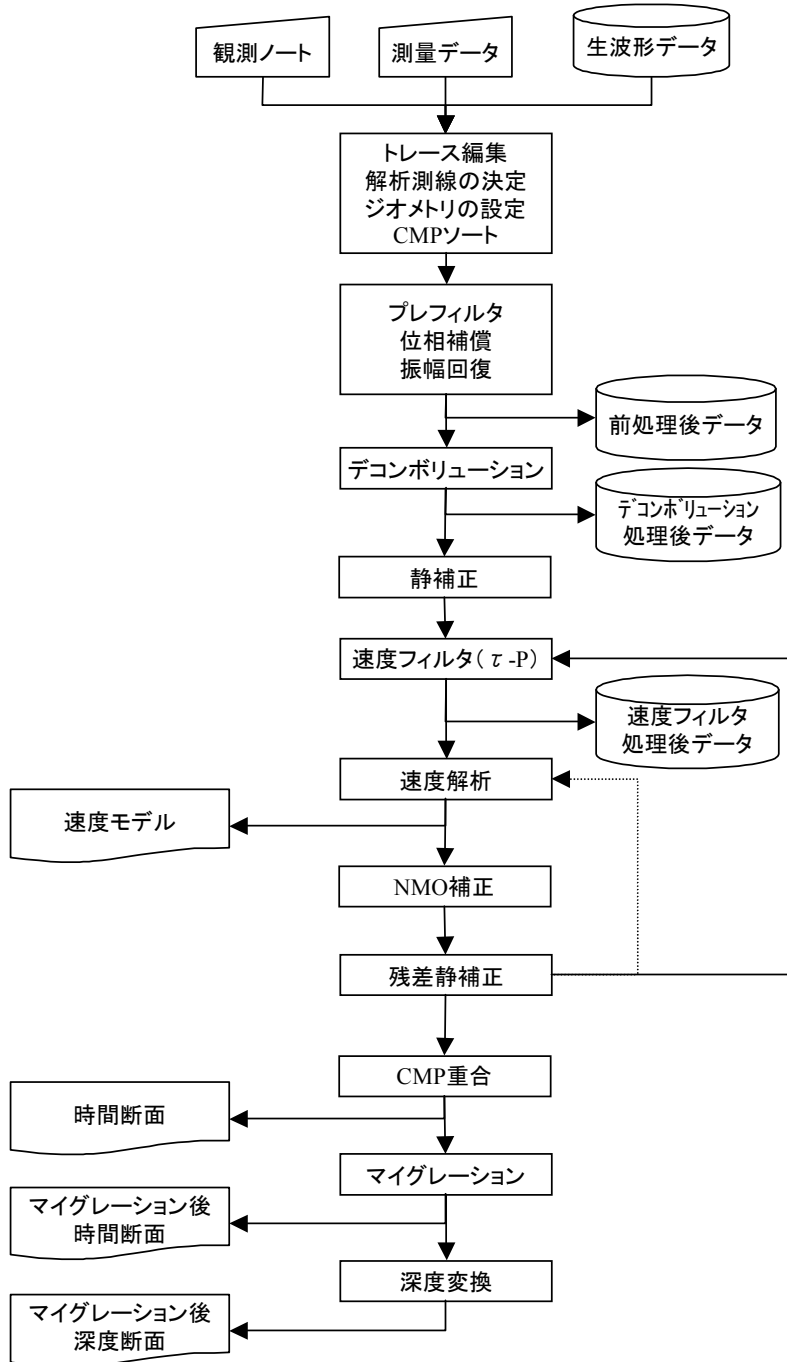 観測ノート
測量データ
生波形データ
トレース編集
解析測線の決定
ジオメトリの設定
CMPソート
プレフィルタ
位相補償
振幅回復
前処理後データ
デコンボリューション
ﾃﾞｺﾝﾎﾞﾘｭｰｼｮﾝ
処理後データ
静補正
速度フィルタ( τ -P)
速度フィルタ
処理後データ
速度解析
速度モデル
NMO補正
残差静補正
CMP重合
時間断面
マイグレーション
マイグレーション後
時間断面
深度変換
マイグレーション後
深度断面